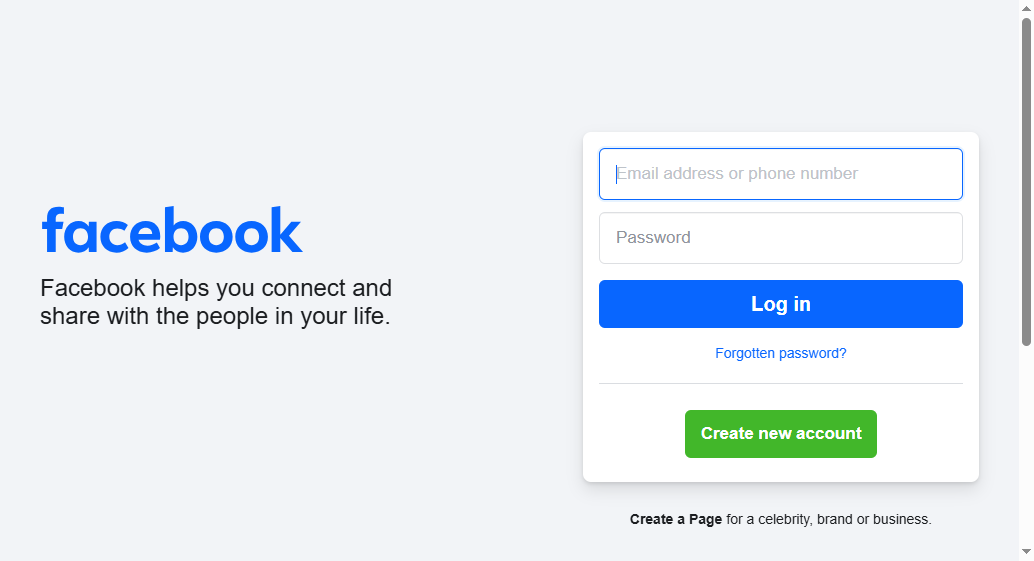 facebook
Facebook helps you connect and
share with the people in your life.
Email address or phone number
Password
Log in
Forgotten password?
Create new account
Create a Page for a celebrity, brand or business.